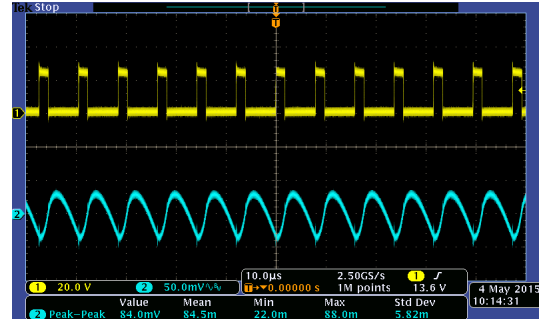 Tek Stop
T
T
1
2
1 20.0 V 2 50.0mV
10.0µs 2.50GS/s 1
T→▼0.00000 s 1M points 13.6 V
Value Mean Min Max Std Dev
2 Peak-Peak 84.0mV 84.5m 22.0m 88.0m 5.82m
4 May 2015
10:14:31